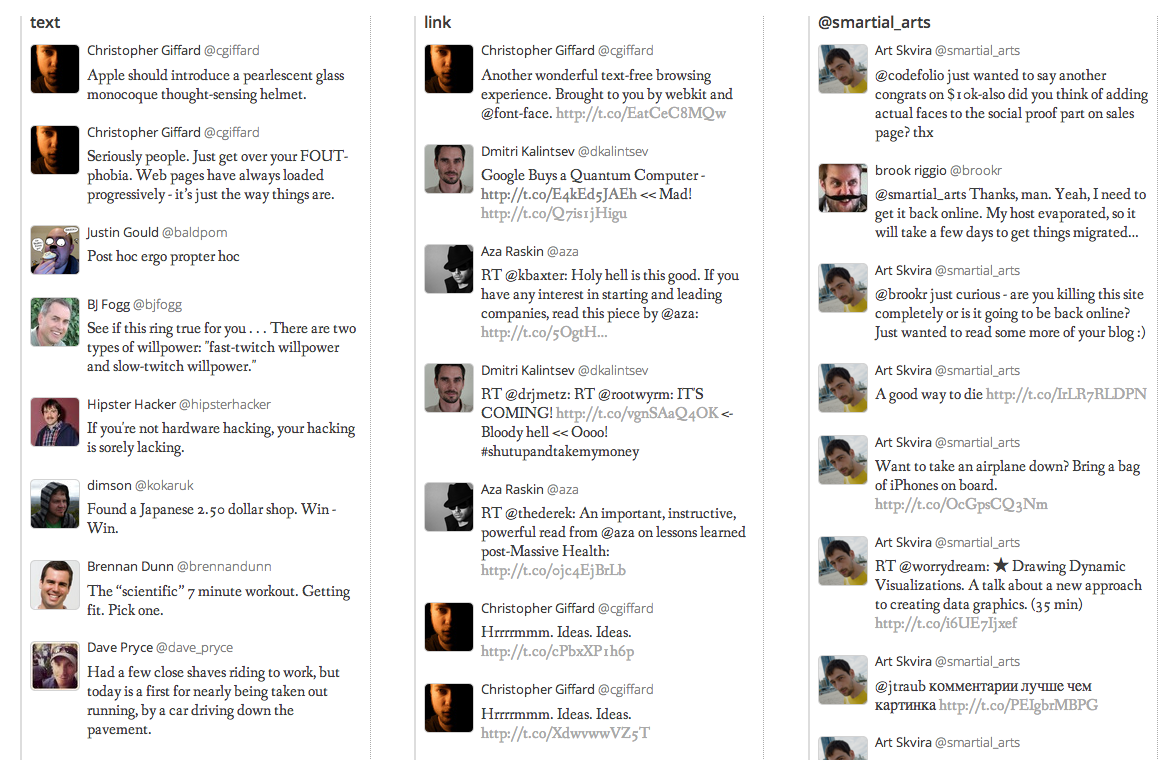 text
Christopher Giffard @cgiffard
Apple should introduce a pearlescent glass
monocoque thought-sensing helmet.
Christopher Giffard @cgiffard
Seriously people. Just get over your FOUT-
phobia. Web pages have always loaded
progressively - it's just the way things are.
Justin Gould @baldpom
Post hoc ergo propter hoc
BJ Fogg @bjfogg
See if this ring true for you . . . There are two
types of willpower: "fast-twitch willpower
and slow-twitch willpower."
Hipster Hacker @hipsterhacker
If you're not hardware hacking, your hacking
is sorely lacking.
dimson @kokaruk
Found a Japanese 2.50 dollar shop. Win -
Win.
Brennan Dunn @brennandunn
The “scientific” 7 minute workout. Getting
fit. Pick one.
Dave Pryce @dave_pryce
Had a few close shaves riding to work, but
today is a first for nearly being taken out
running, by a car driving down the
pavement.
link
Christopher Giffard @cgiffard
Another wonderful text-free browsing
experience. Brought to you by webkit and
@font-face. http://t.co/EatCeC8MQw
Dmitri Kalintsev @dkalintsev
Google Buys a Quantum Computer -
http://t.co/E4kEd5JAEh << Mad!
http://t.co/Q7is1jHigu
Aza Raskin @aza
RT @kbaxter: Holy hell is this good. If you
have any interest in starting and leading
companies, read this piece by @aza:
http://t.co/5OgtH...
Dmitri Kalintsev @dkalintsev
RT @drjmetz: RT @rootwyrm: IT'S
COMING! http://t.co/vgnSAaQ4OK <-
Bloody hell << Oooo!
#shutupandtakemymoney
Aza Raskin @aza
RT @thederek: An important, instructive,
powerful read from @aza on lessons learned
post-Massive Health:
http://t.co/0jc4EjBrLb
Christopher Giffard @cgiffard
Hrrrrmmm. Ideas. Ideas.
http://t.co/cPbxXP1h6p
Christopher Giffard @cgiffard
Hrrrrmmm. Ideas. Ideas.
http://t.co/XdwvwwVZ5T
@smartial_arts
Art Skvira @smartial_arts
@codefolio just wanted to say another
congrats on $10k-also did you think of adding
actual faces to the social proof part on sales
page? thx
brook riggio @brookr
@smartial_arts Thanks, man. Yeah, I need to
get it back online. My host evaporated, so it
will take a few days to get things migrated...
Art Skvira @smartial_arts
@brookr just curious - are you killing this site
completely or is it going to be back online?
Just wanted to read some more of your blog :)
Art Skvira @smartial_arts
A good way to die http://t.co/IrLR7RLDPN
Art Skvira @smartial_arts
Want to take an airplane down? Bring a bag
of iPhones on board.
http://t.co/OcGpsCQ3Nm
Art Skvira @smartial_arts
RT @worrydream: ★ Drawing Dynamic
Visualizations. A talk about a new approach
to creating data graphics. (35 min)
http://t.co/i6UE7Ijxef
Art Skvira @smartial_arts
@jtraub комментарии лучше чем
картинка http://t.co/PEIgbrMBPG
Art Skvira @smartial_arts